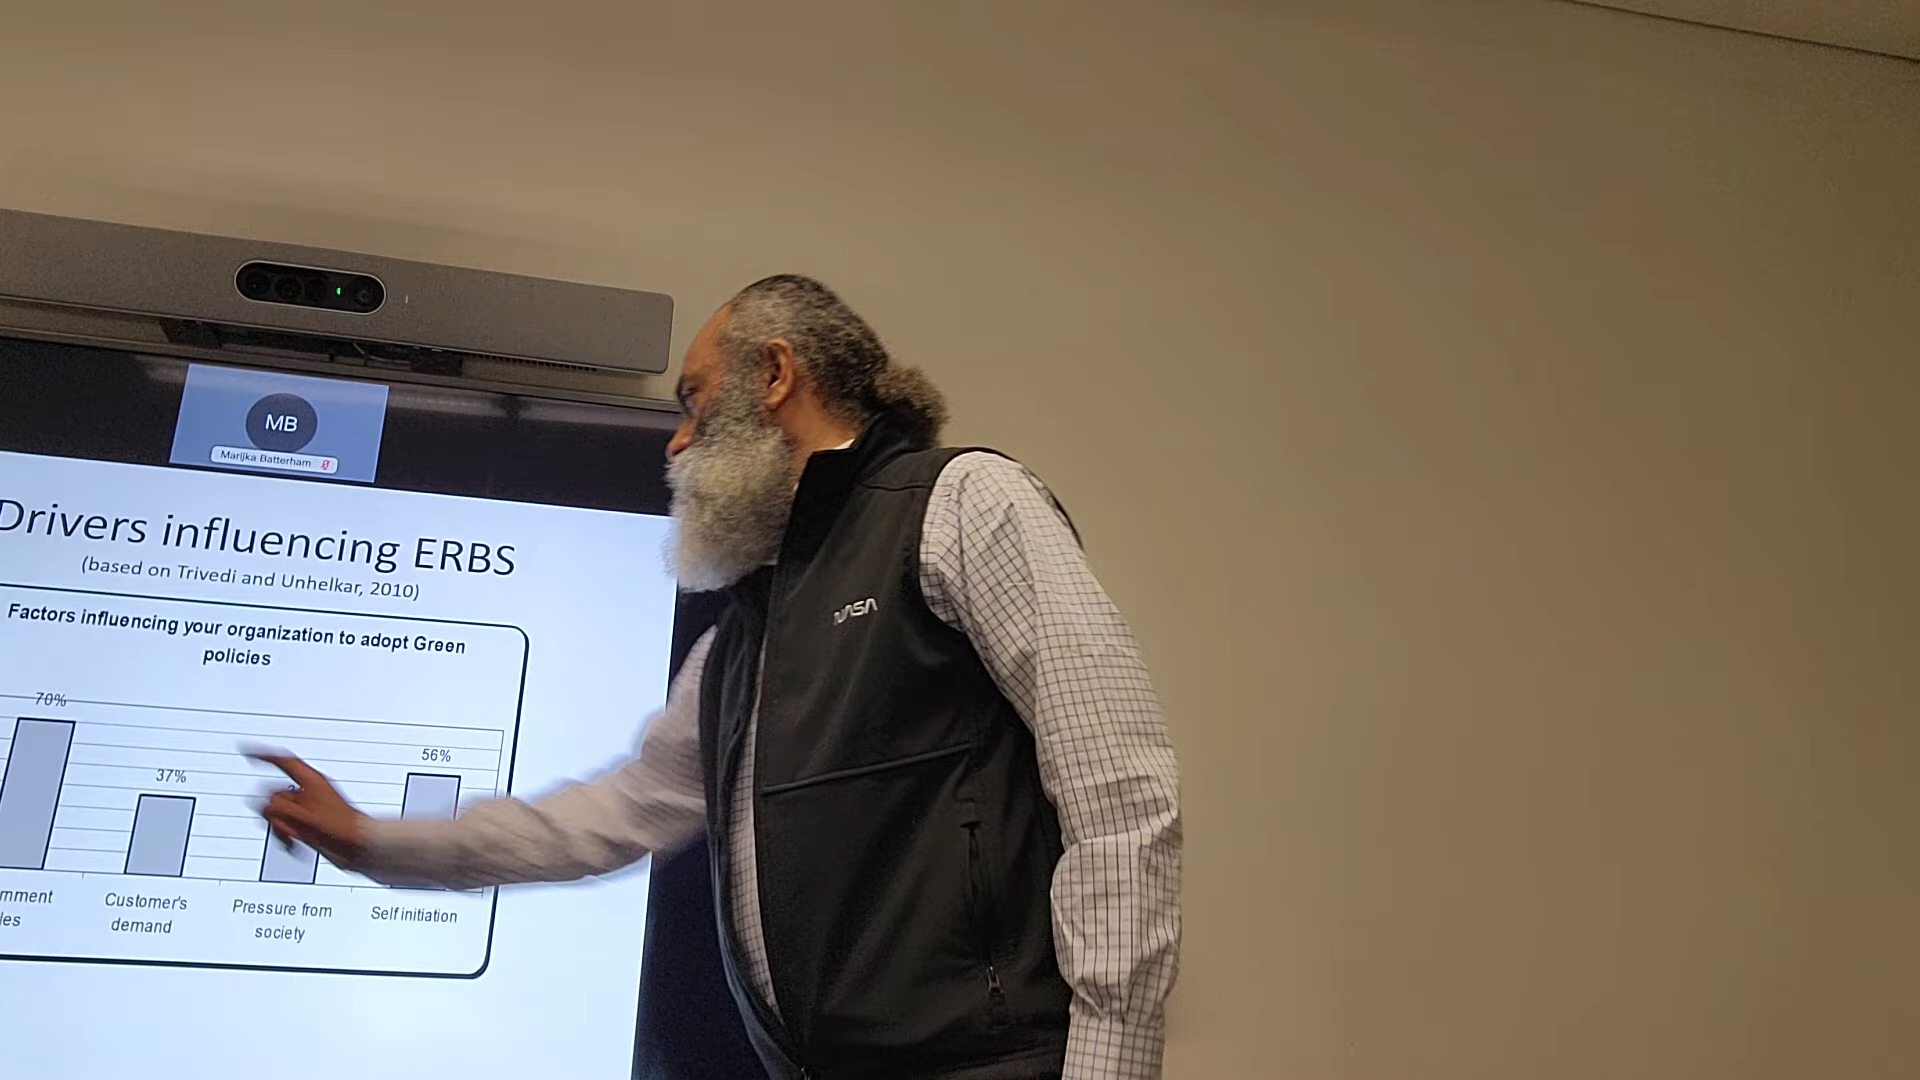 MB
Marijka Batterham
Drivers influencing ERBS
(based on Trivedi and Unhelkar, 2010)
Factors influencing your organization to adopt Green
policies
70%
37%
56%
Customer's
demand
Pressure from
society
Self initiation
NASA